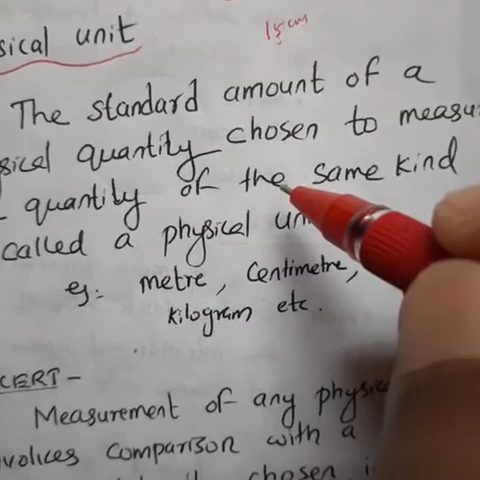 sical unit
15cm
The standard amount of a
sical quantity chosen to measu
quantity of the same kind
called a physical un
eg: metre, Centimetre,
kilogram etc.
CERT -
Measurement of any physic
nvolves comparison with a
chosen i